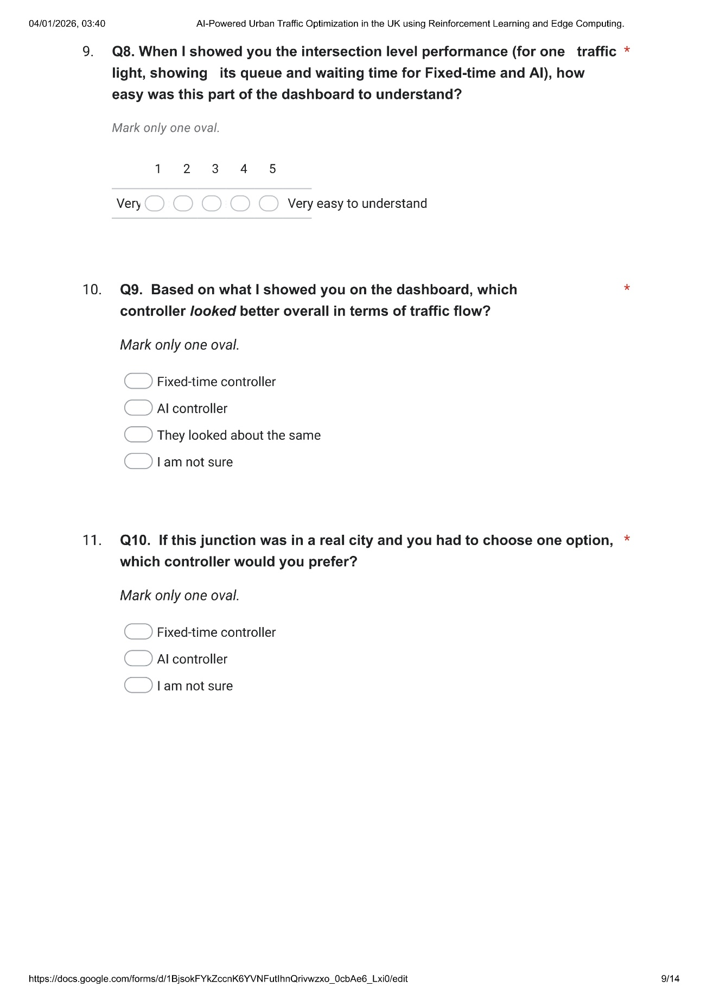 04/01/2026, 03:40 AI-Powered Urban Traffic Optimization in the UK using Reinforcement Learning and Edge Computing.
9. Q8. When I showed you the intersection level performance (for one traffic *
light, showing its queue and waiting time for Fixed-time and AI), how
easy was this part of the dashboard to understand?
Mark only one oval.
1 2 3 4 5
Very Very easy to understand
10. Q9. Based on what I showed you on the dashboard, which *
controller looked better overall in terms of traffic flow?
Mark only one oval.
Fixed-time controller
AI controller
They looked about the same
I am not sure
11. Q10. If this junction was in a real city and you had to choose one option, *
which controller would you prefer?
Mark only one oval.
Fixed-time controller
AI controller
I am not sure
https://docs.google.com/forms/d/1BjsokFYkZccnK6YVNFutIhnQrivwzxo_0cbAe6_Lxi0/edit 9/14